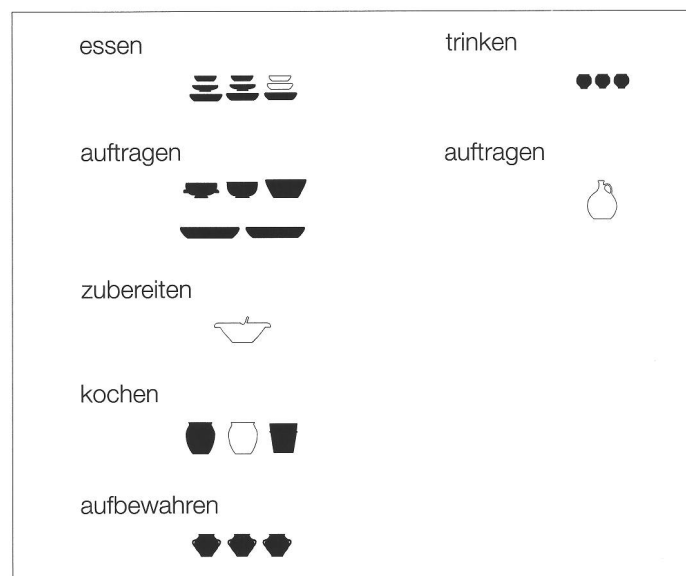 essen
trinken
auftragen
auftragen
zubereiten
kochen
aufbewahren